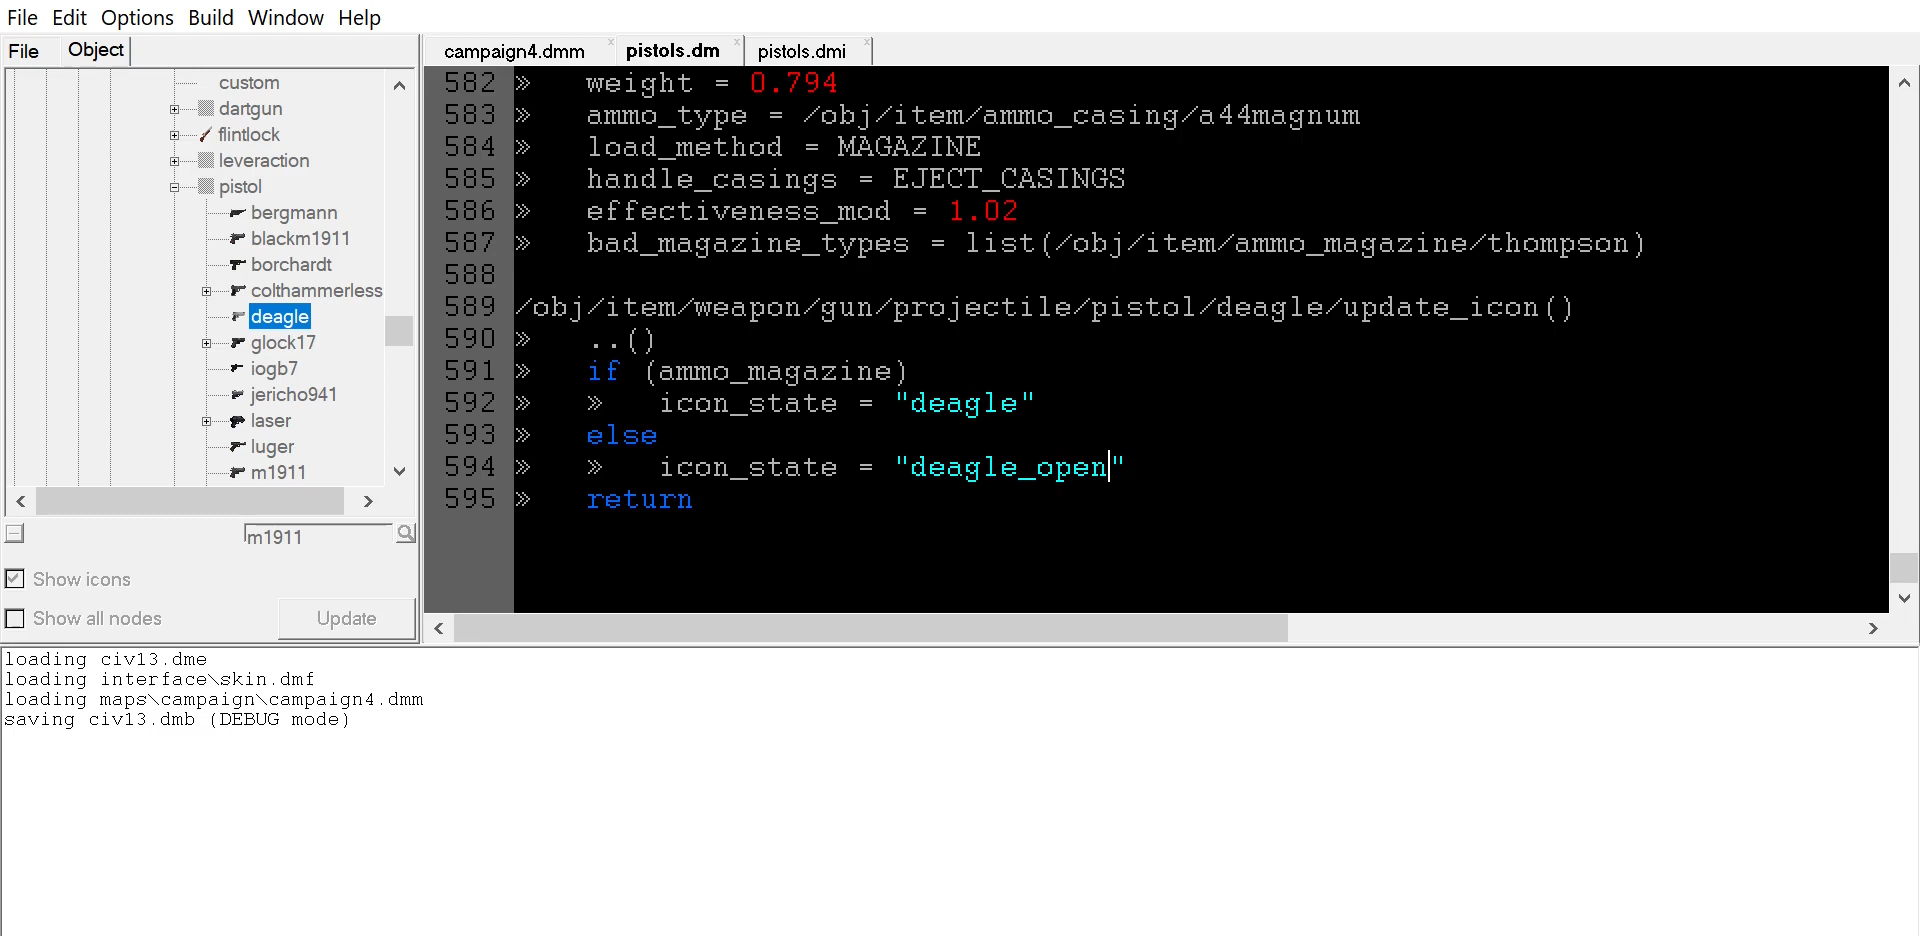 File Edit Options Build Window Help
File Object
custom
dartgun
flintlock
leveraction
pistol
bergmann
blackm1911
borchardt
colthammerless
deagle
glock17
iogb7
jericho941
laser
luger
m1911
m1911
Show icons
Show all nodes
Update
campaign4.dmm x pistols.dm x pistols.dmi x
582 » weight = 0.794
583 » ammo_type = /obj/item/ammo_casing/a44magnum
584 » load_method = MAGAZINE
585 » handle_casings = EJECT_CASINGS
586 » effectiveness_mod = 1.02
587 » bad_magazine_types = list(/obj/item/ammo_magazine/thompson)
588
589 /obj/item/weapon/gun/projectile/pistol/deagle/update_icon()
590 » ..()
591 » if (ammo_magazine)
592 » » icon_state = "deagle"
593 » else
594 » » icon_state = "deagle_open"
595 » return
loading civ13.dme
loading interface\skin.dmf
loading maps\campaign\campaign4.dmm
saving civ13.dmb (DEBUG mode)